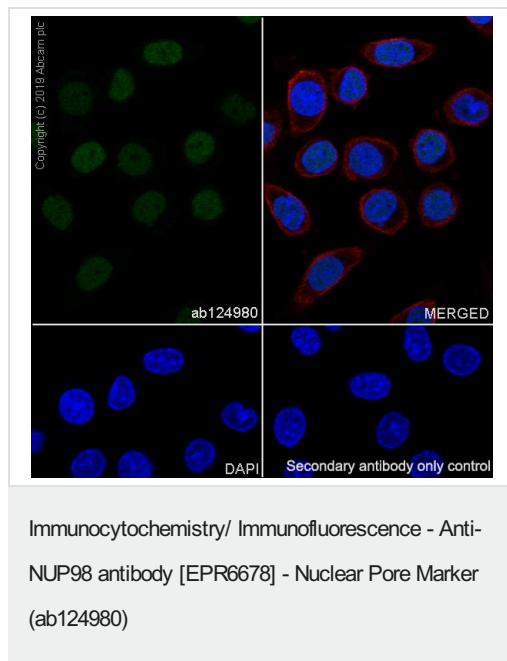 Copyright (c) 2019 Abcam plc
ab124980
MERGED
DAPI
Secondary antibody only control
Immunocytochemistry/ Immunofluorescence - Anti-
NUP98 antibody [EPR6678] - Nuclear Pore Marker
(ab124980)